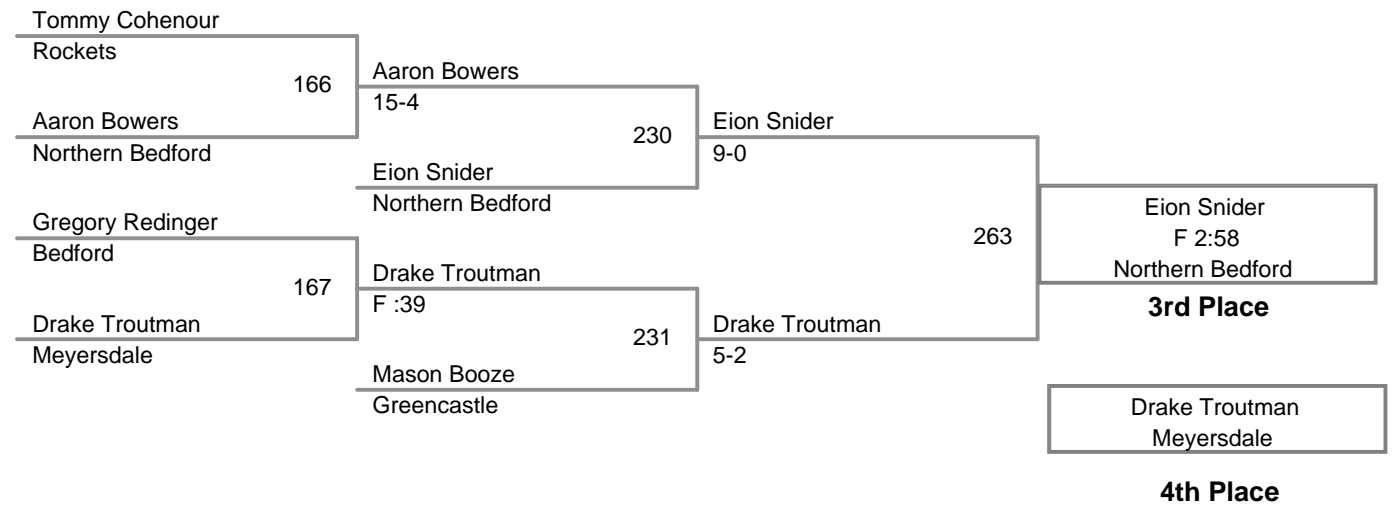 Tommy Cohenour
Rockets
166
Aaron Bowers
Northern Bedford
Gregory Redinger
Bedford
167
Drake Troutman
Meyersdale
Aaron Bowers
15-4
230
Eion Snider
Northern Bedford
Drake Troutman
F :39
231
Mason Booze
Greencastle
Eion Snider
9-0
263
Drake Troutman
5-2
Eion Snider
F 2:58
Northern Bedford
3rd Place
Drake Troutman
Meyersdale
4th Place